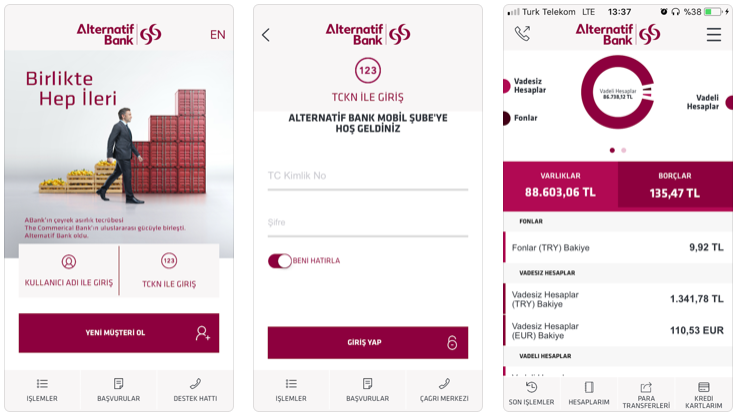 Alternatif
Bank
EN
Birlikte
Hep İleri
ABank'ın çeyrek asırlık tecrübesi
The Commerical Bank'ın uluslararası gücüyle birleşti.
Alternatif Bank oldu.
KULLANICI ADI İLE GİRİŞ
123
TCKN İLE GİRİŞ
YENİ MÜŞTERİ OL
İŞLEMLER
BAŞVURULAR
DESTEK HATTI
Alternatif
Bank
123
TCKN İLE GİRİŞ
ALTERNATİF BANK MOBİL ŞUBE'YE
HOŞ GELDİNİZ
TC Kimlik No
Şifre
BENİ HATIRLA
GİRİŞ YAP
İŞLEMLER
BAŞVURULAR
ÇAGRI MERKEZİ
Turk Telekom LTE 13:37 %38
Alternatif
Bank
Vadesiz
Hesaplar
Fonlar
Vadeli Hesaplar
86.738,12 TL
Vadeli
Hesaplar
VARLIKLAR
88.603,06 TL
BORÇLAR
135,47 TL
FONLAR
Fonlar (TRY) Bakiye 9,92 TL
VADESIZ HESAPLAR
Vadesiz Hesaplar
(TRY) Bakiye
1.341,78 TL
Vadesiz Hesaplar
(EUR) Bakiye
110,53 EUR
VADELI HESAPLAR
SON İŞLEMLER
HESAPLARIM
PARA
TRANSFERLERİ
KREDİ
KARTLARIM